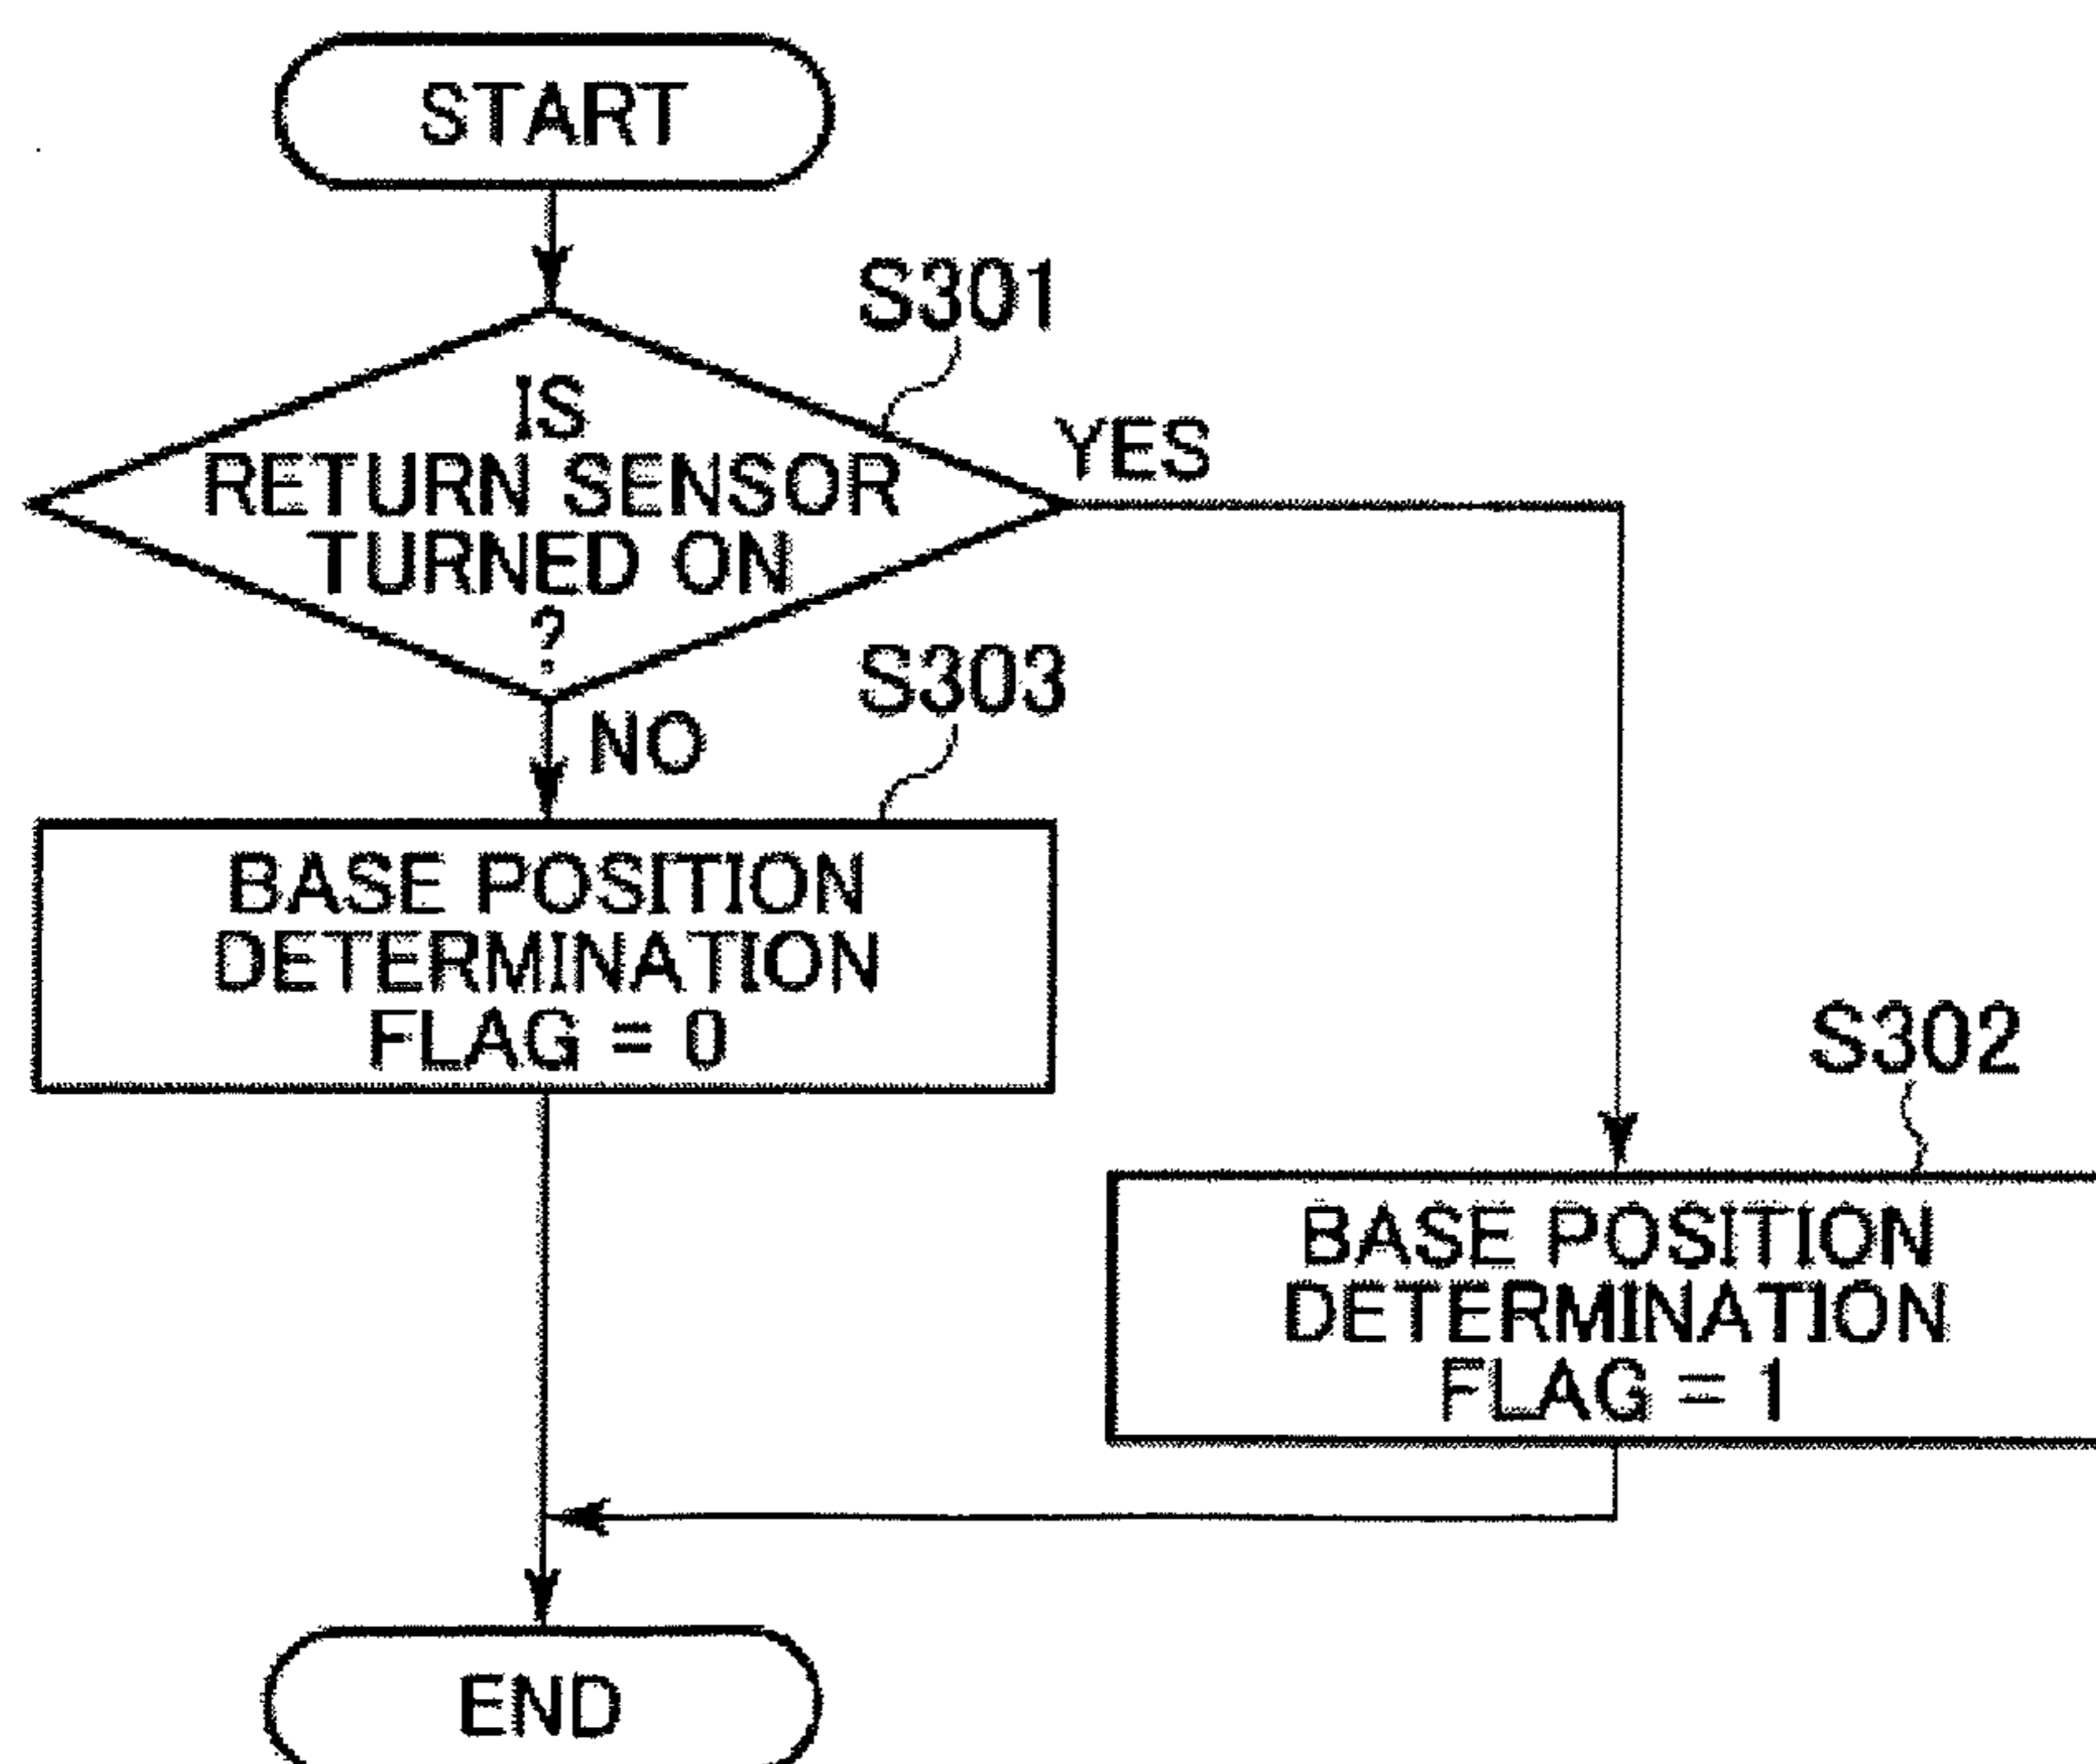 START
S301
IS
RETURN SENSOR
TURNED ON
?
YES
NO
S303
BASE POSITION
DETERMINATION
FLAG = 0
S302
BASE POSITION
DETERMINATION
FLAG = 1
END